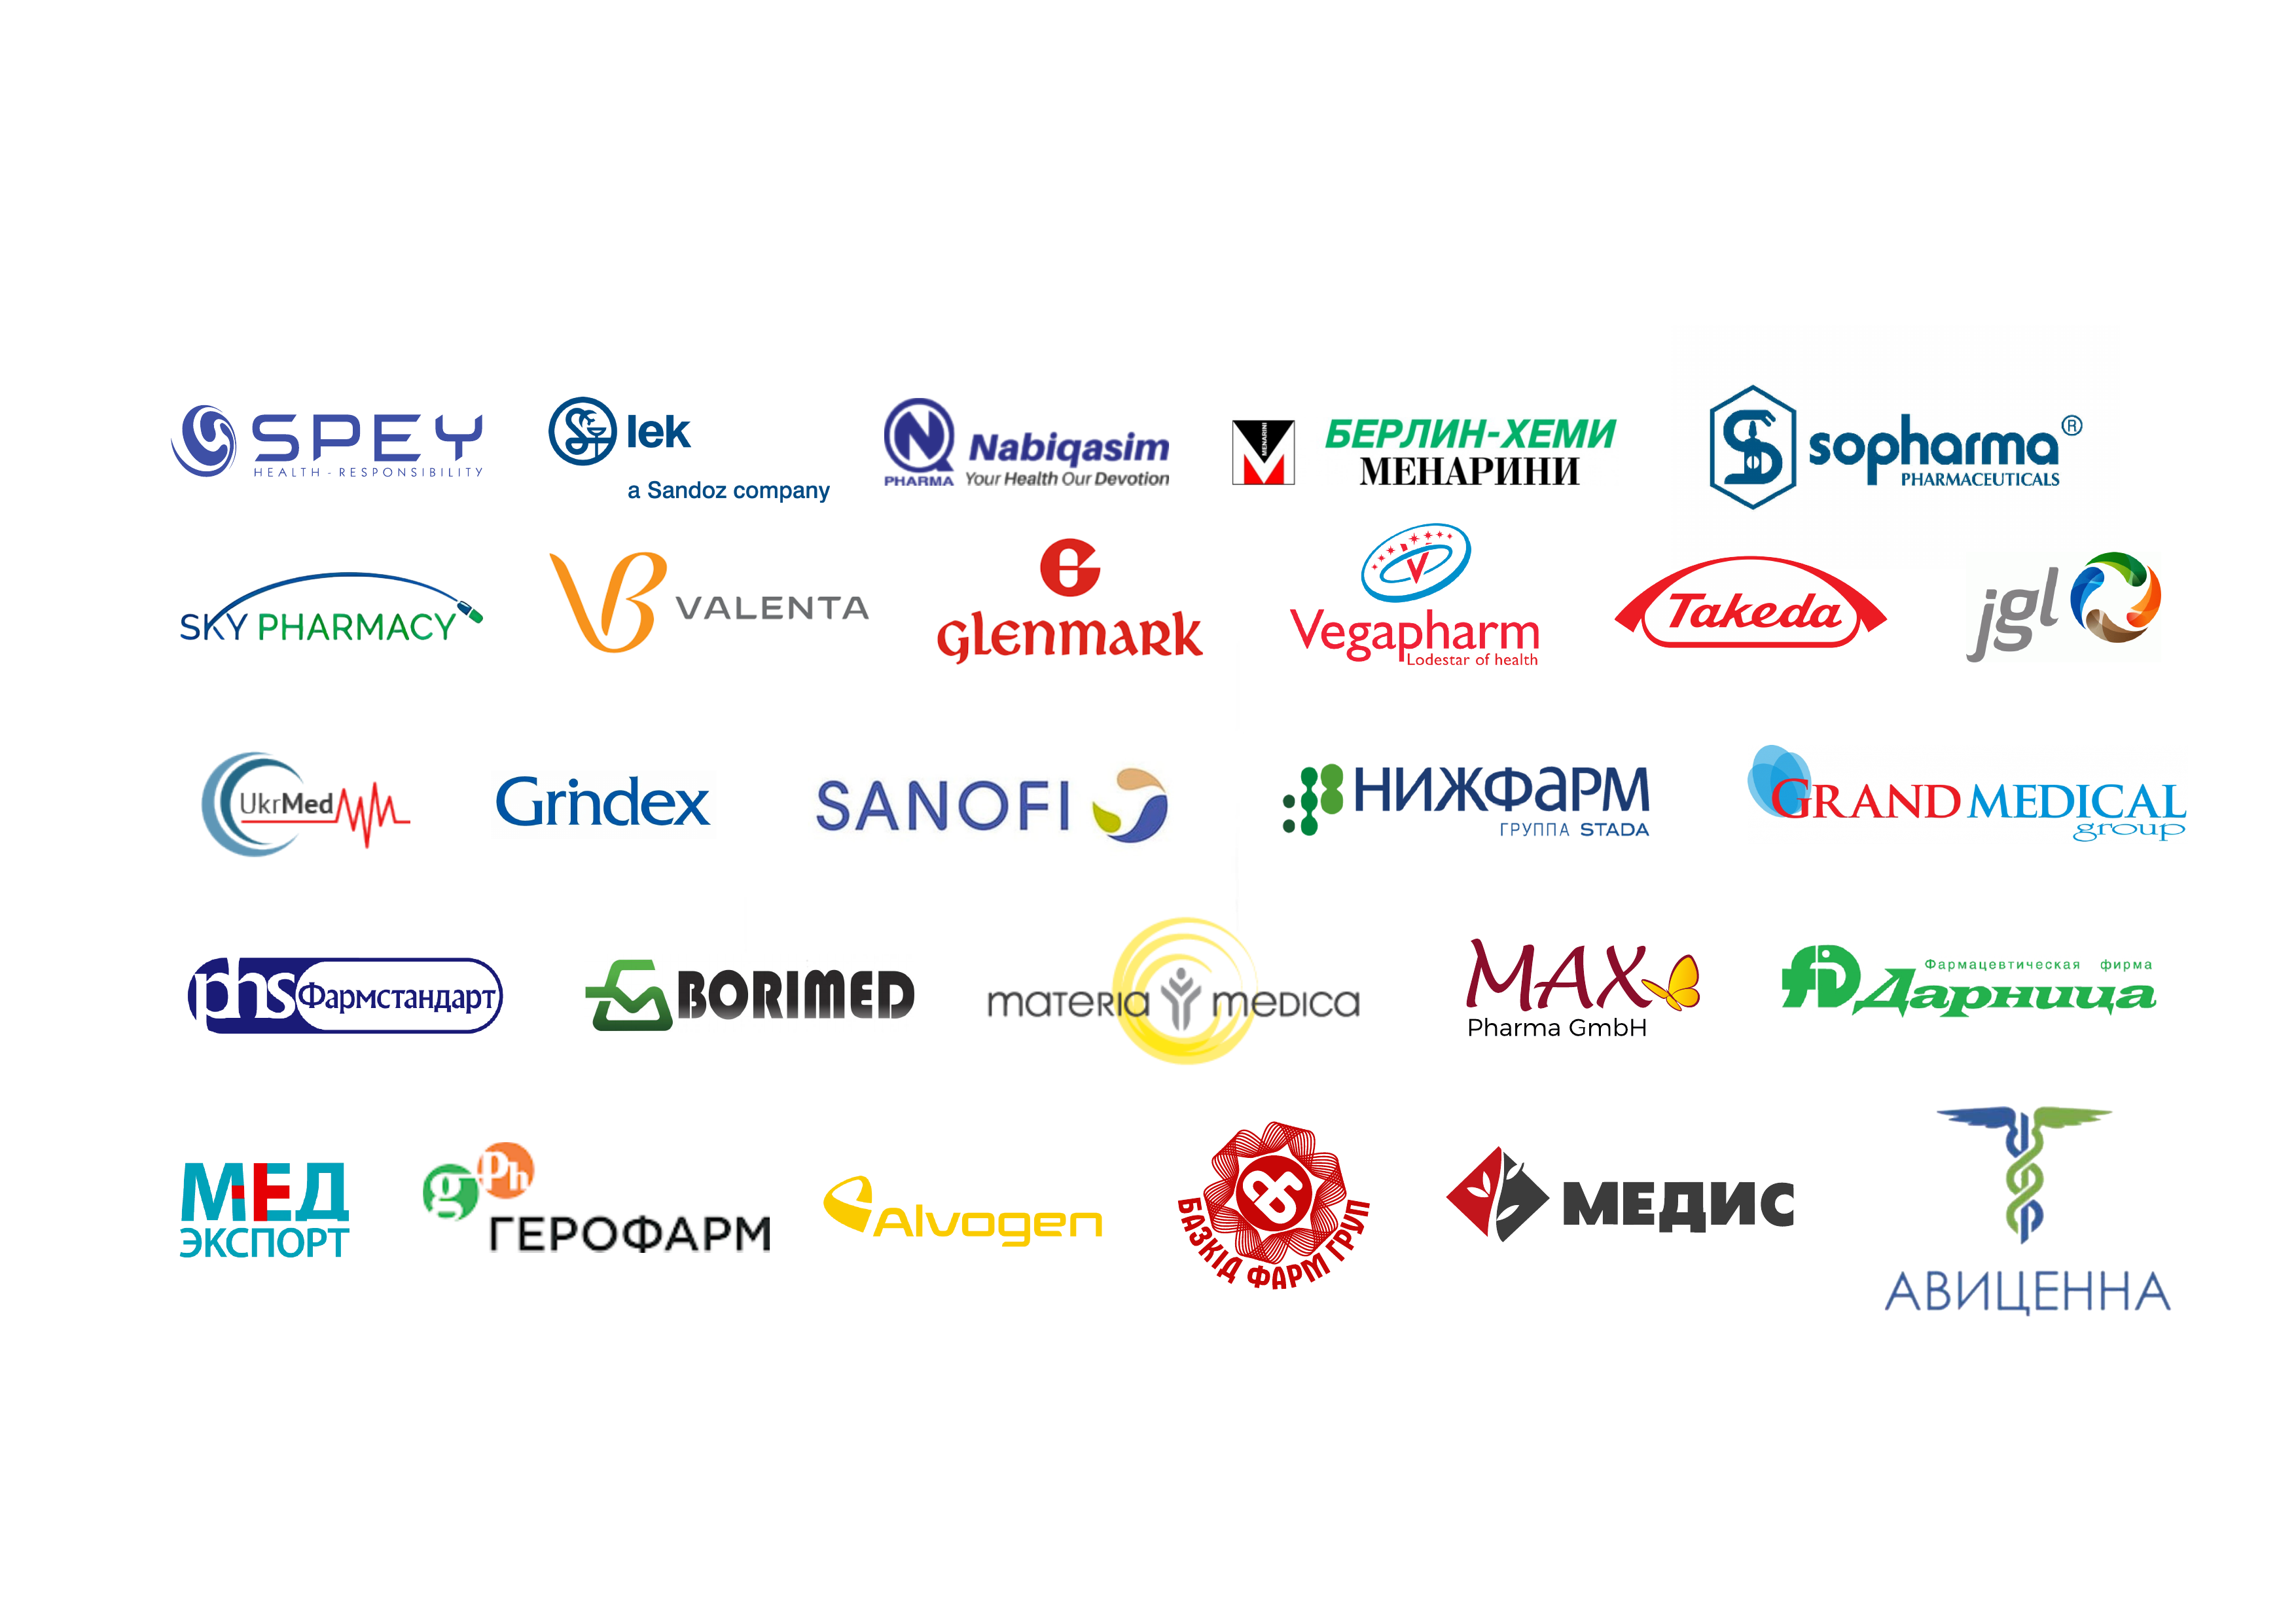 SPEY
HEALTH - RESPONSIBILITY
lek
a Sandoz company
PHARMA
Nabiqasim
Your Health Our Devotion
MENARINI
БЕРЛИН-ХЕМИ
МЕНАРИНИ
sopharma®
PHARMACEUTICALS
SKY PHARMACY
VALENTA
Glenmark
V
Vegapharm
Lodestar of health
Takeda
jgl
UkrMed
Grindex
SANOFI
НИЖФАРМ
ГРУППА STADA
GRAND MEDICAL
group
phs Фармстандарт
BORIMED
materia medica
MAX
Pharma GmbH
Фармацевтическая фирма
Дарница
МЕД
ЭКСПОРТ
g Ph
ГЕРОФАРМ
Alvogen
БАЗКІД ФАРМ ГРУП
МЕДИС
АВИЦЕННА